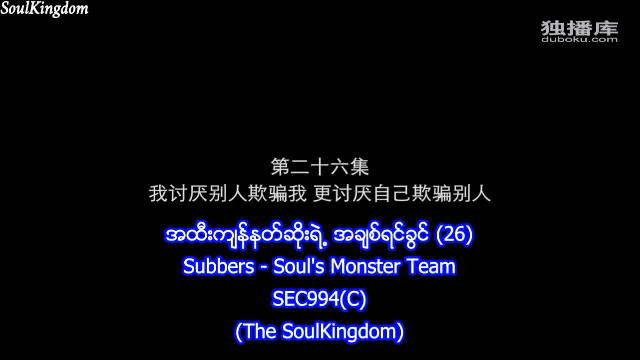 SoulKingdom
独播库
duboku.com
第二十六集
我讨厌别人欺骗我 更讨厌自己欺骗别人
အထီးကျန်နတ်ဆိုးရဲ့ အချစ်ရင်ခွင် (26)
Subbers - Soul's Monster Team
SEC994(C)
(The SoulKingdom)